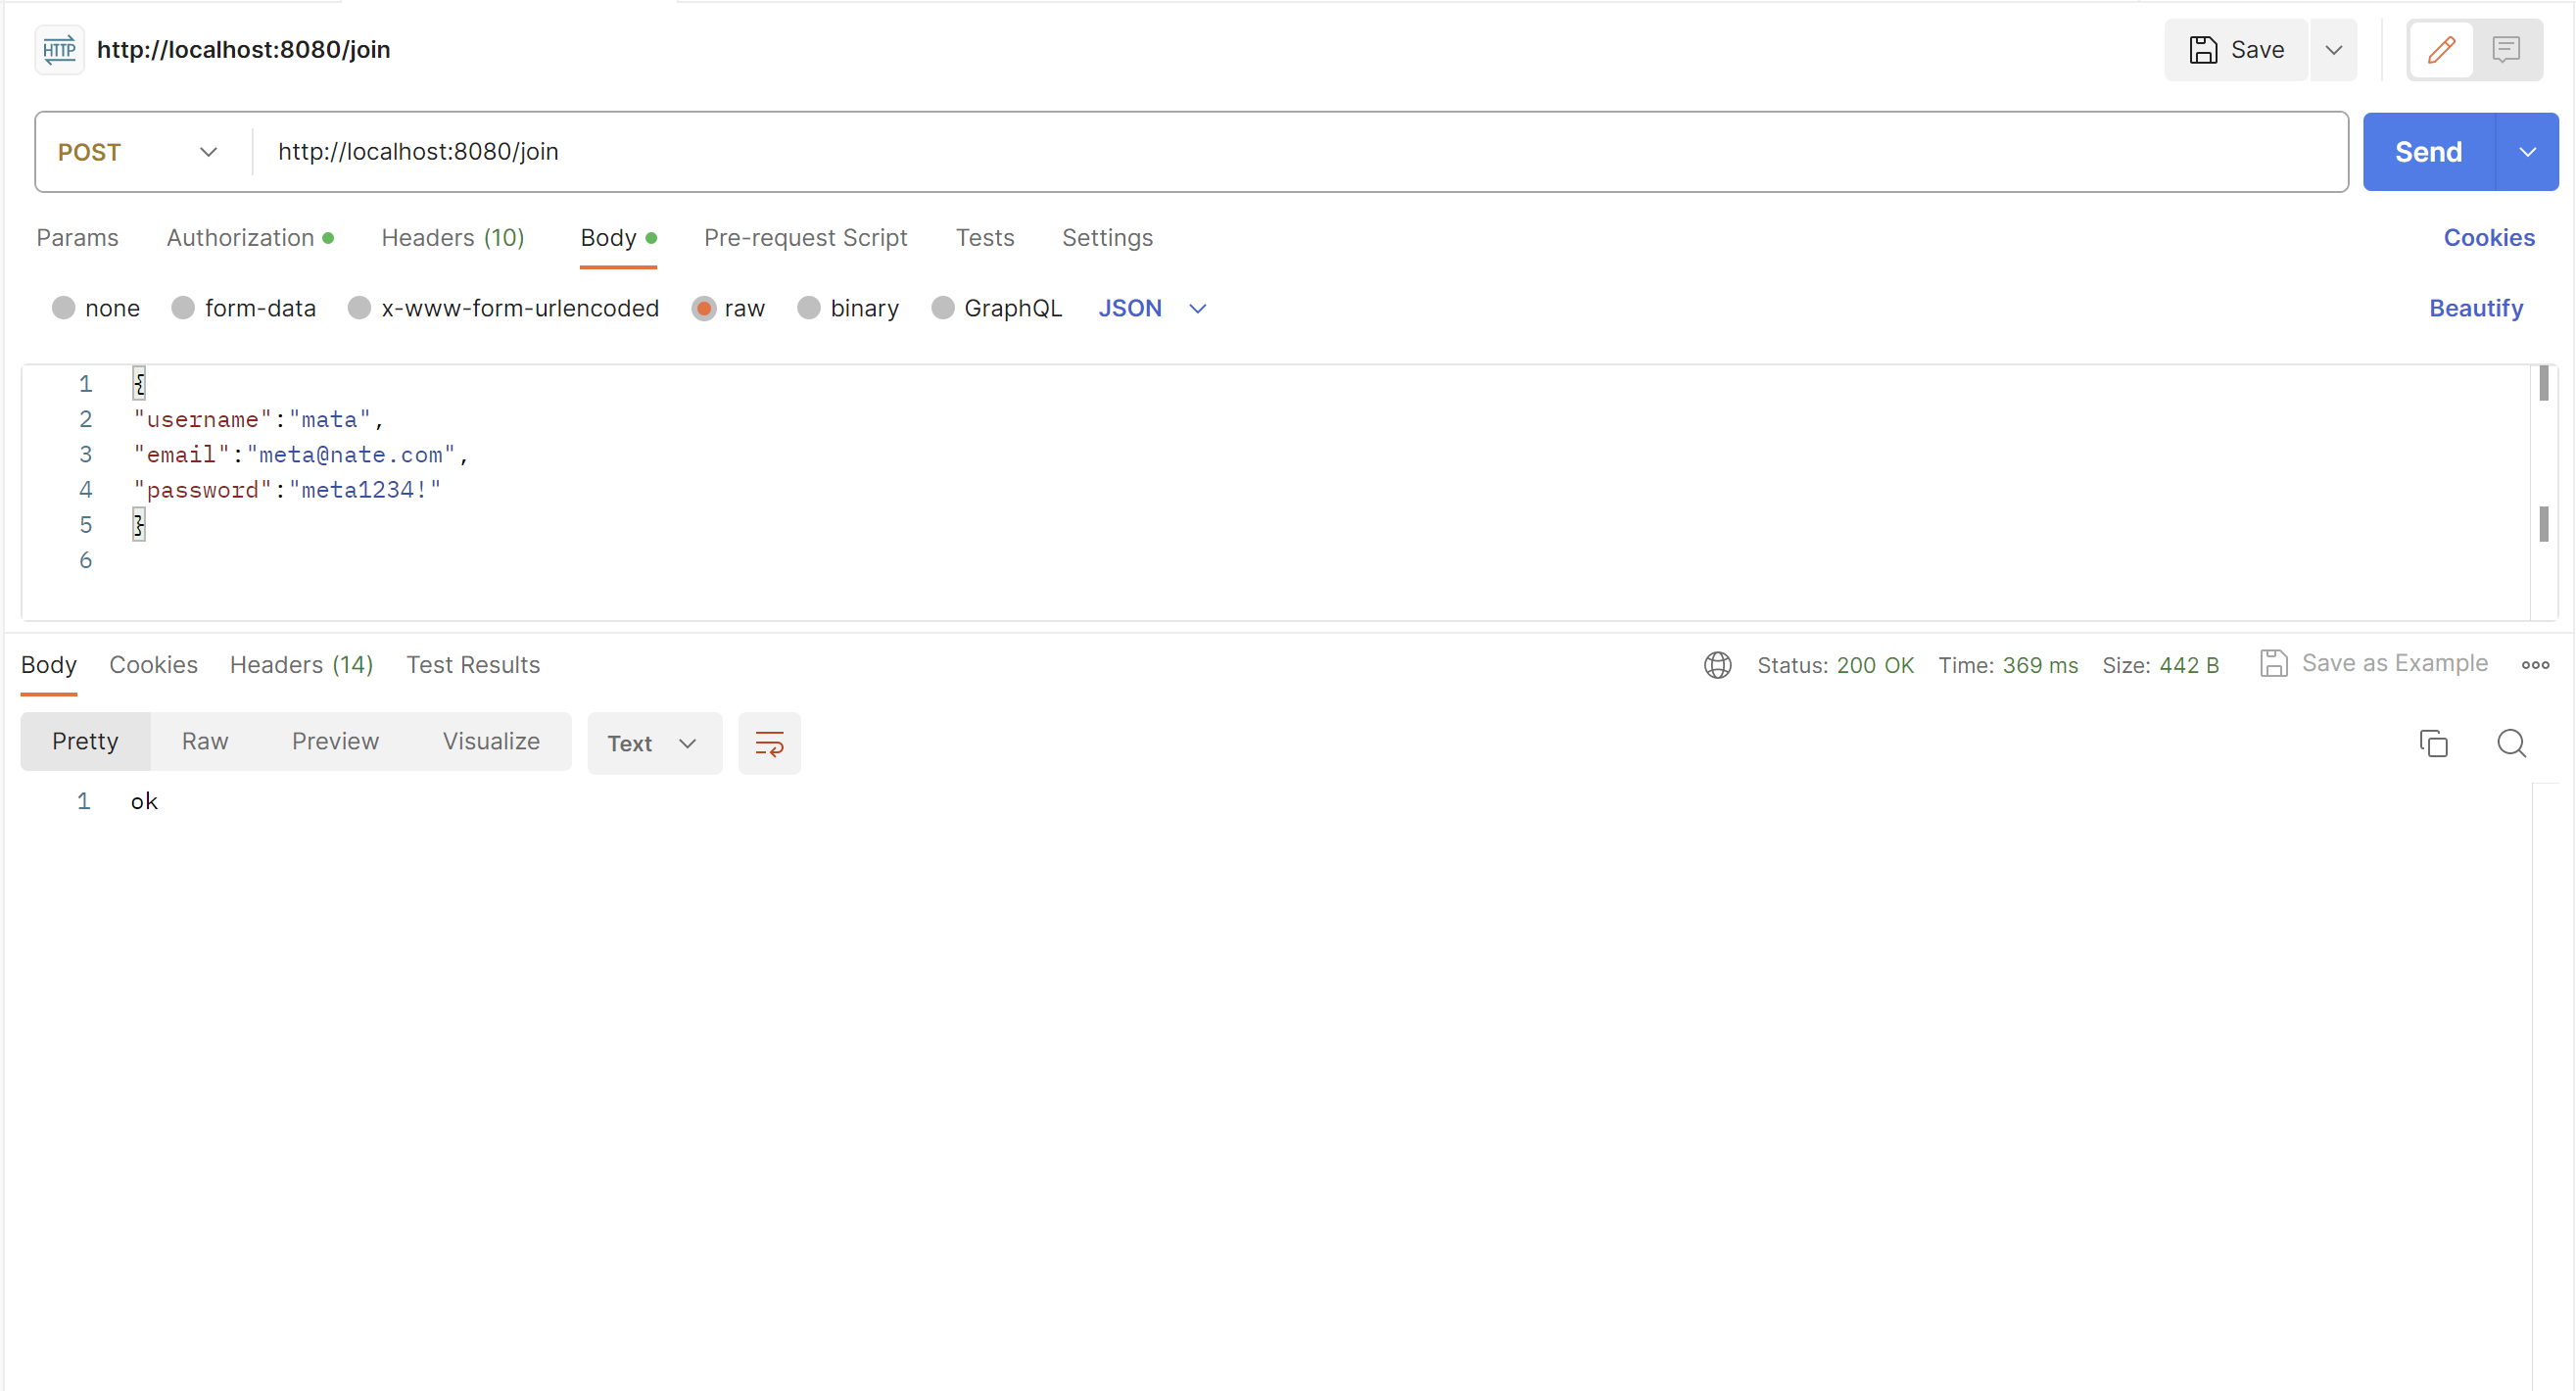 HTTP http://localhost:8080/join Save
POST http://localhost:8080/join Send
Params Authorization Headers (10) Body Pre-request Script Tests Settings Cookies
none form-data x-www-form-urlencoded raw binary GraphQL JSON Beautify
1 {
2 "username":"mata",
3 "email":"meta@nate.com",
4 "password":"meta1234!"
5 }
6
Body Cookies Headers (14) Test Results Status: 200 OK Time: 369 ms Size: 442 B Save as Example
Pretty Raw Preview Visualize Text
1 ok